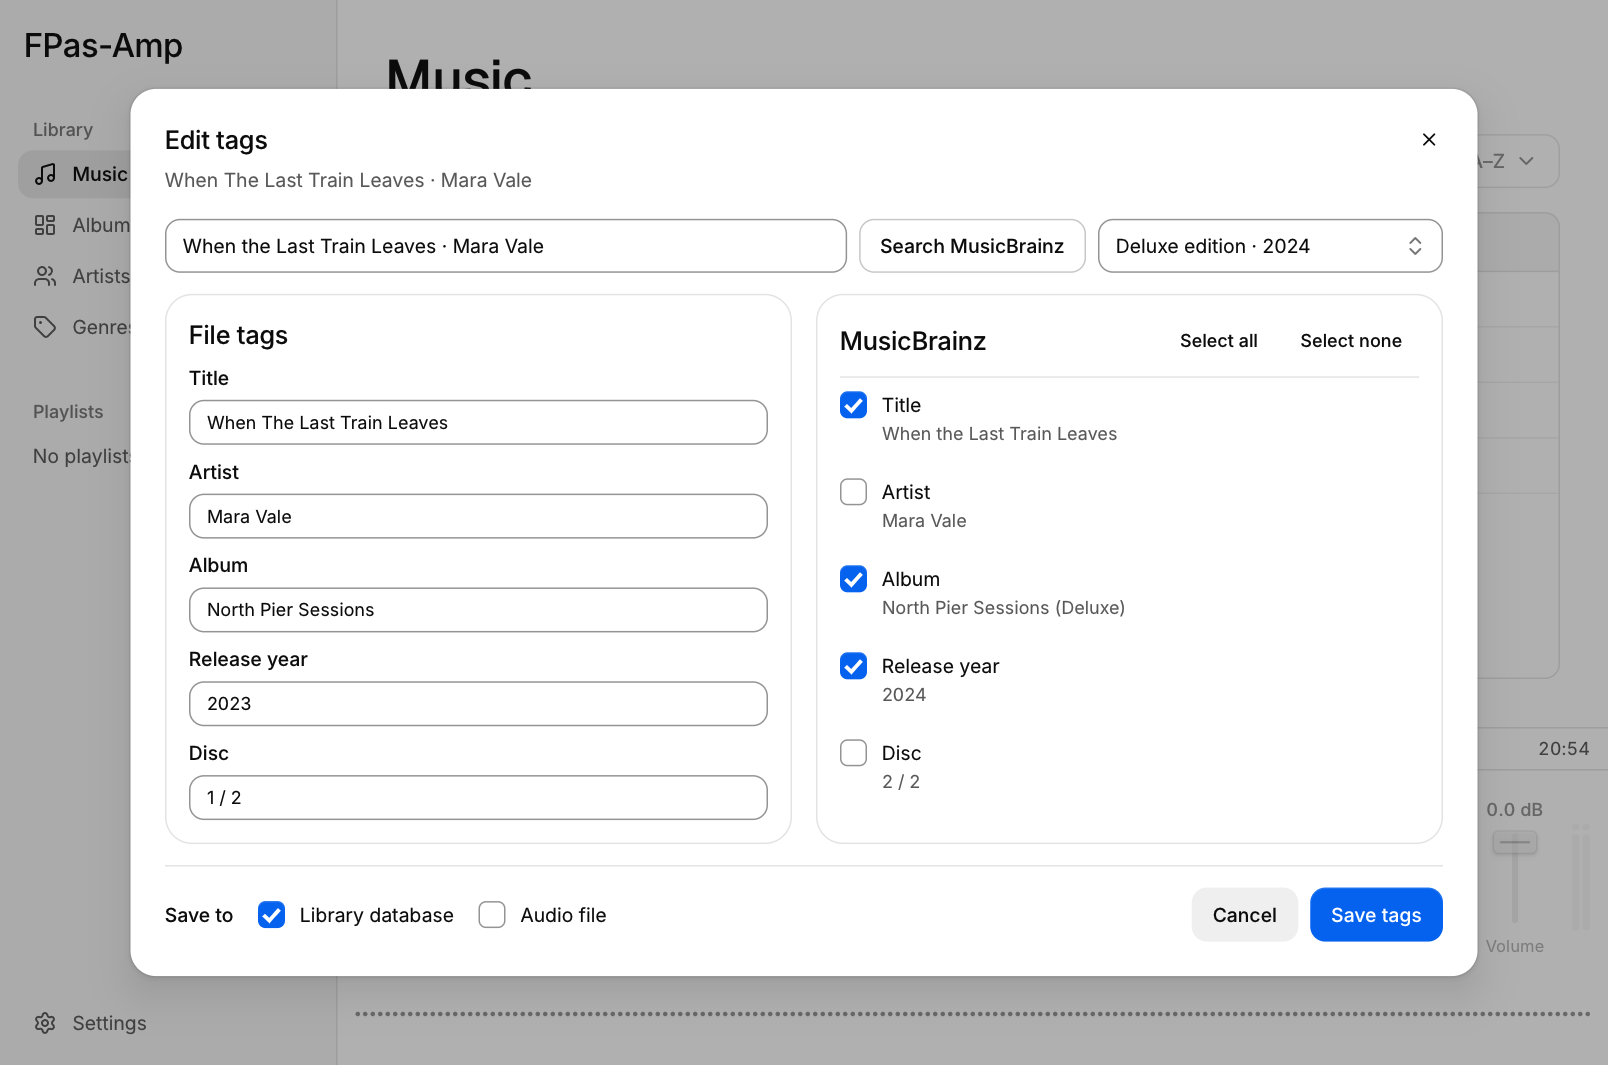 FPas-Amp
Music
Library
Music
Albums
Artists
Genres
Playlists
No playlists
Settings
A–Z
Edit tags
When The Last Train Leaves · Mara Vale
When the Last Train Leaves · Mara Vale
Search MusicBrainz
Deluxe edition · 2024
File tags
Title
When The Last Train Leaves
Artist
Mara Vale
Album
North Pier Sessions
Release year
2023
Disc
1 / 2
MusicBrainz
Select all
Select none
Title
When the Last Train Leaves
Artist
Mara Vale
Album
North Pier Sessions (Deluxe)
Release year
2024
Disc
2 / 2
Save to
Library database
Audio file
Cancel
Save tags
20:54
0.0 dB
Volume